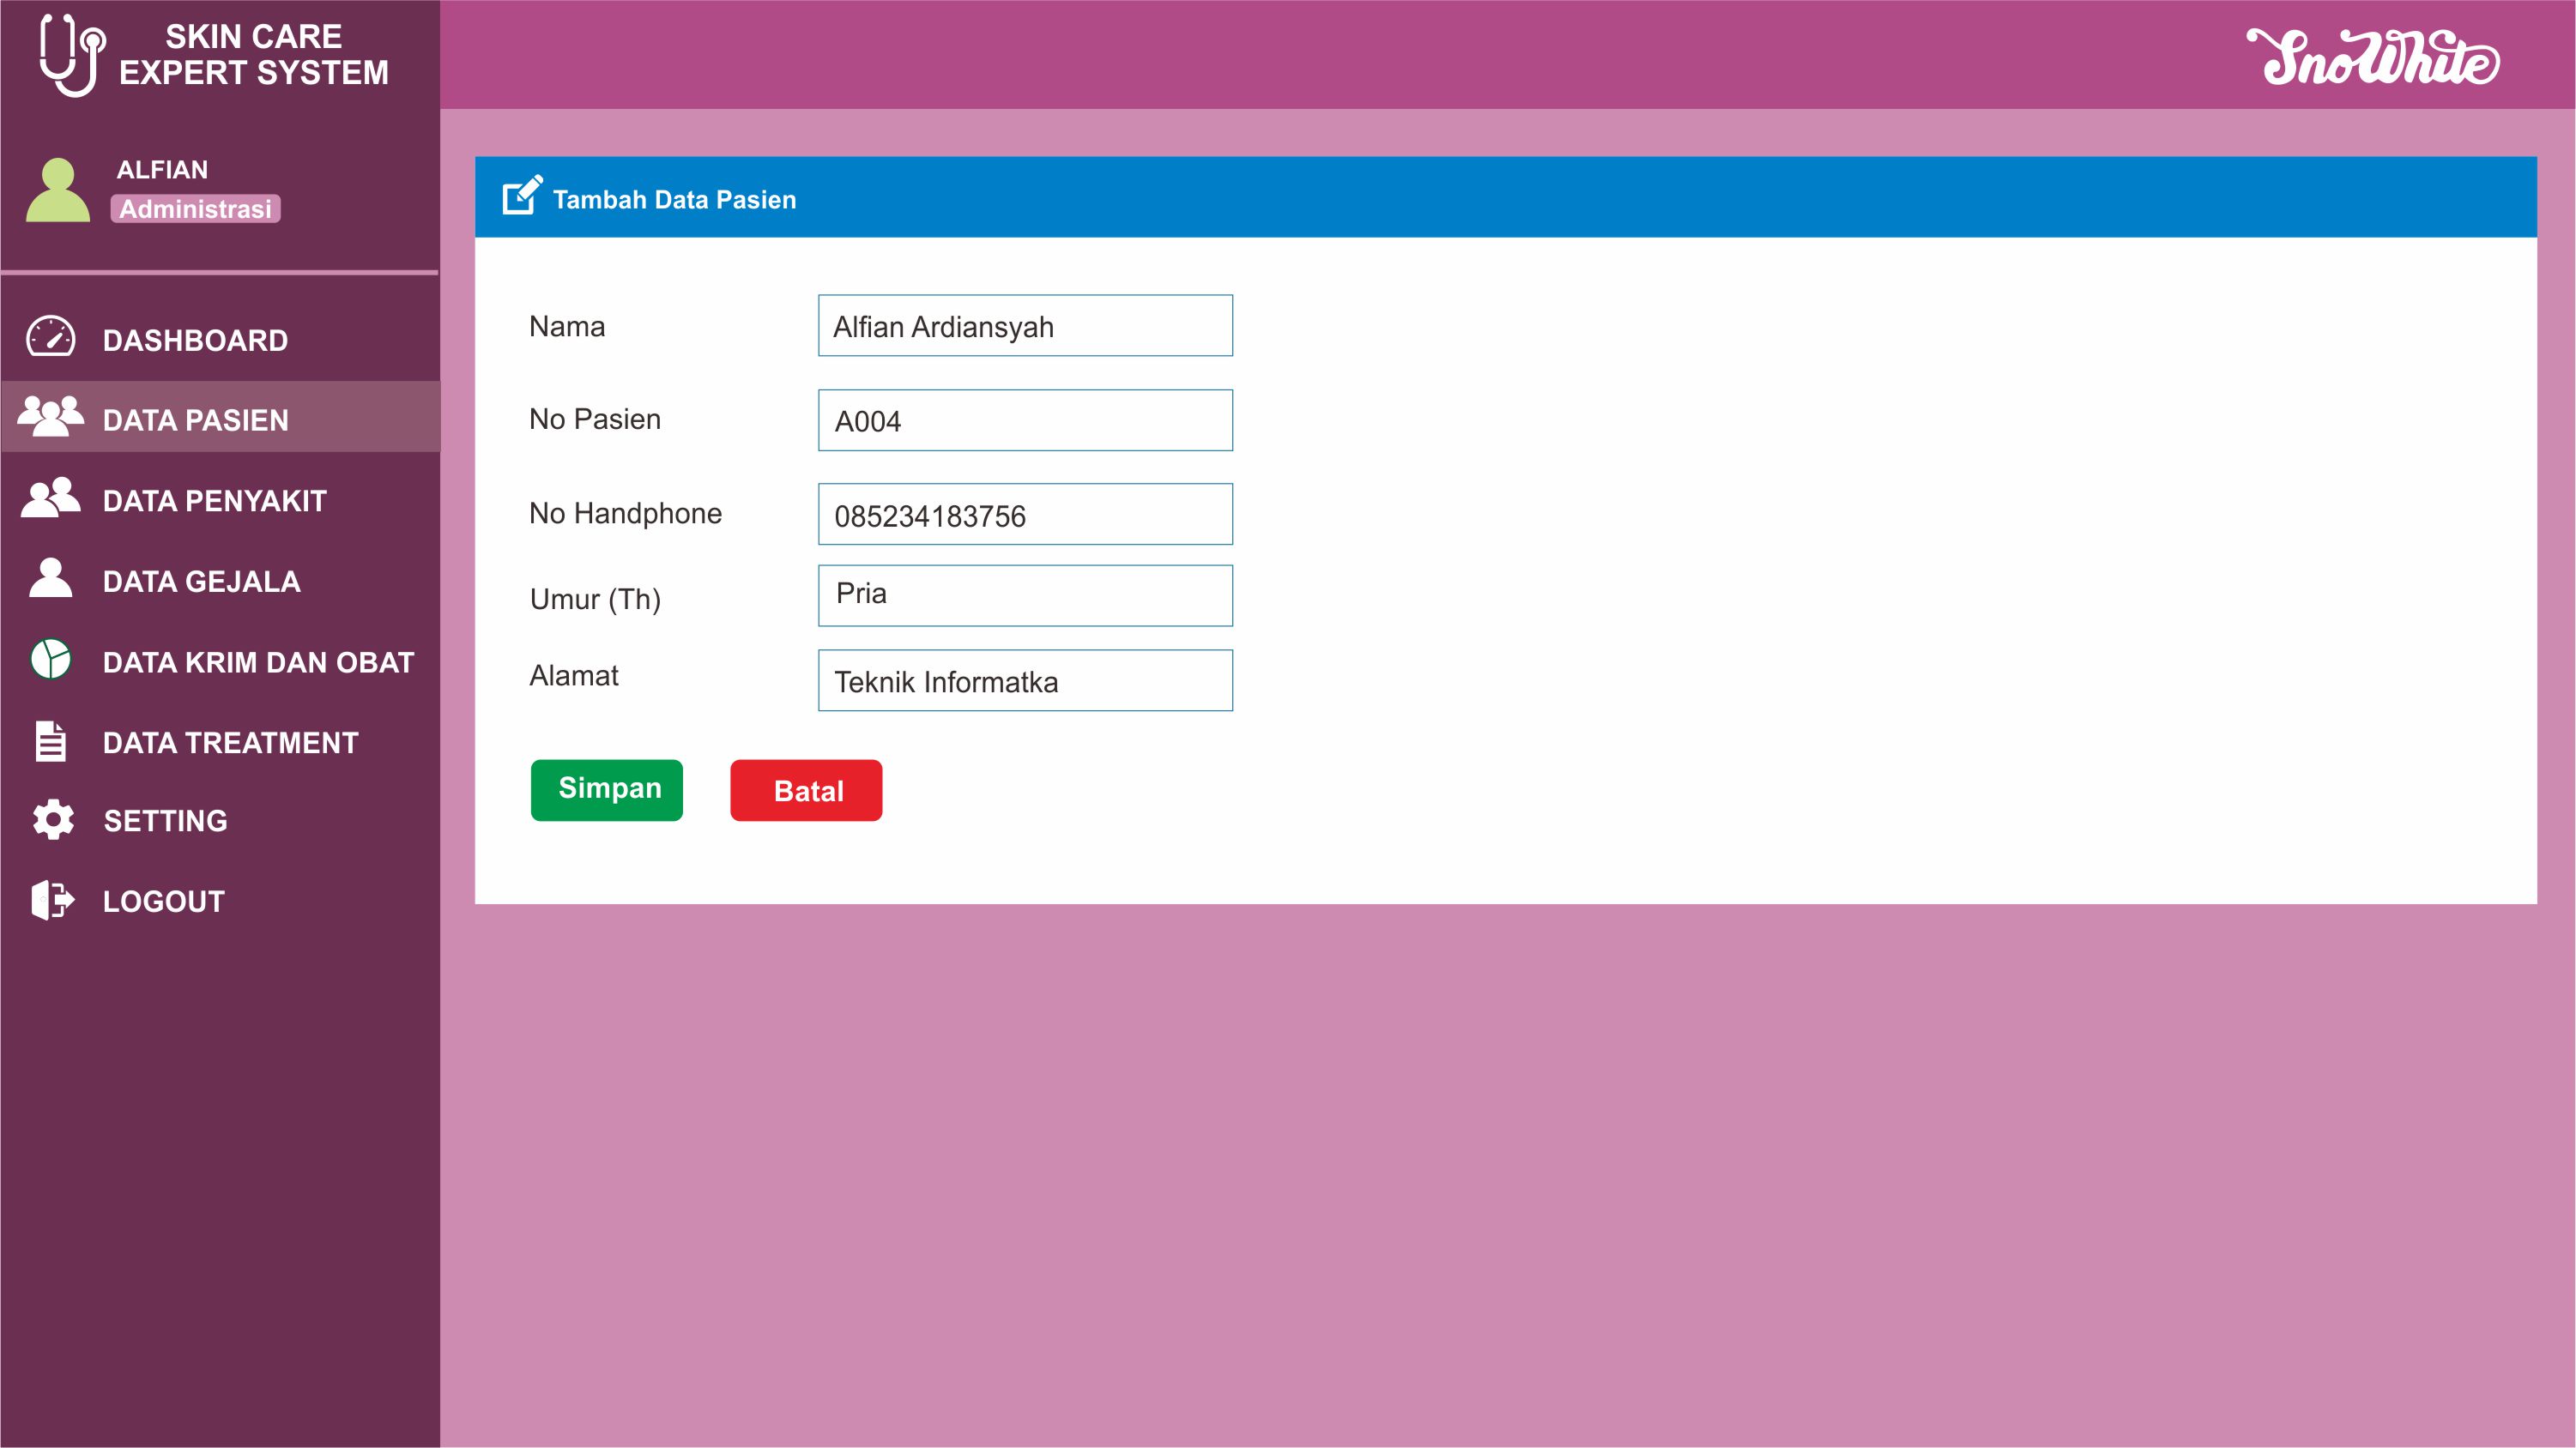 SKIN CARE
EXPERT SYSTEM
SnoWhite
ALFIAN
Administrasi
DASHBOARD
DATA PASIEN
DATA PENYAKIT
DATA GEJALA
DATA KRIM DAN OBAT
DATA TREATMENT
SETTING
LOGOUT
Tambah Data Pasien
Nama Alfian Ardiansyah
No Pasien A004
No Handphone 085234183756
Umur (Th) Pria
Alamat Teknik Informatka
Simpan Batal